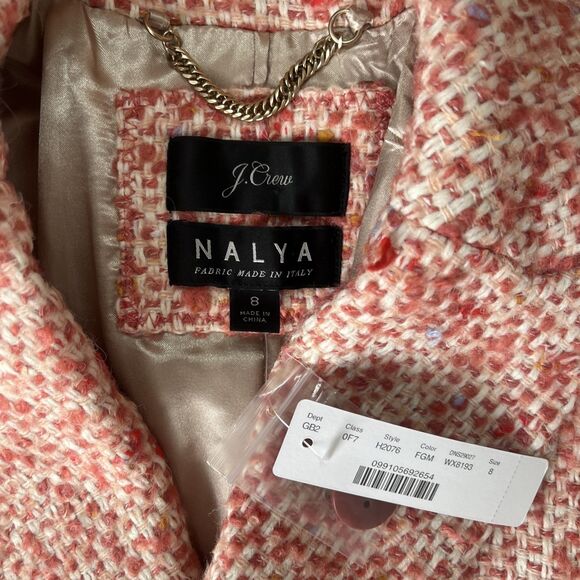 J.Crew
NALYA
FABRIC MADE IN ITALY
8
MADE IN
CHINA
Dept Class Style Color DNS29027 Size
GB2 0F7 H2076 FGM WX8193 8
099105692654